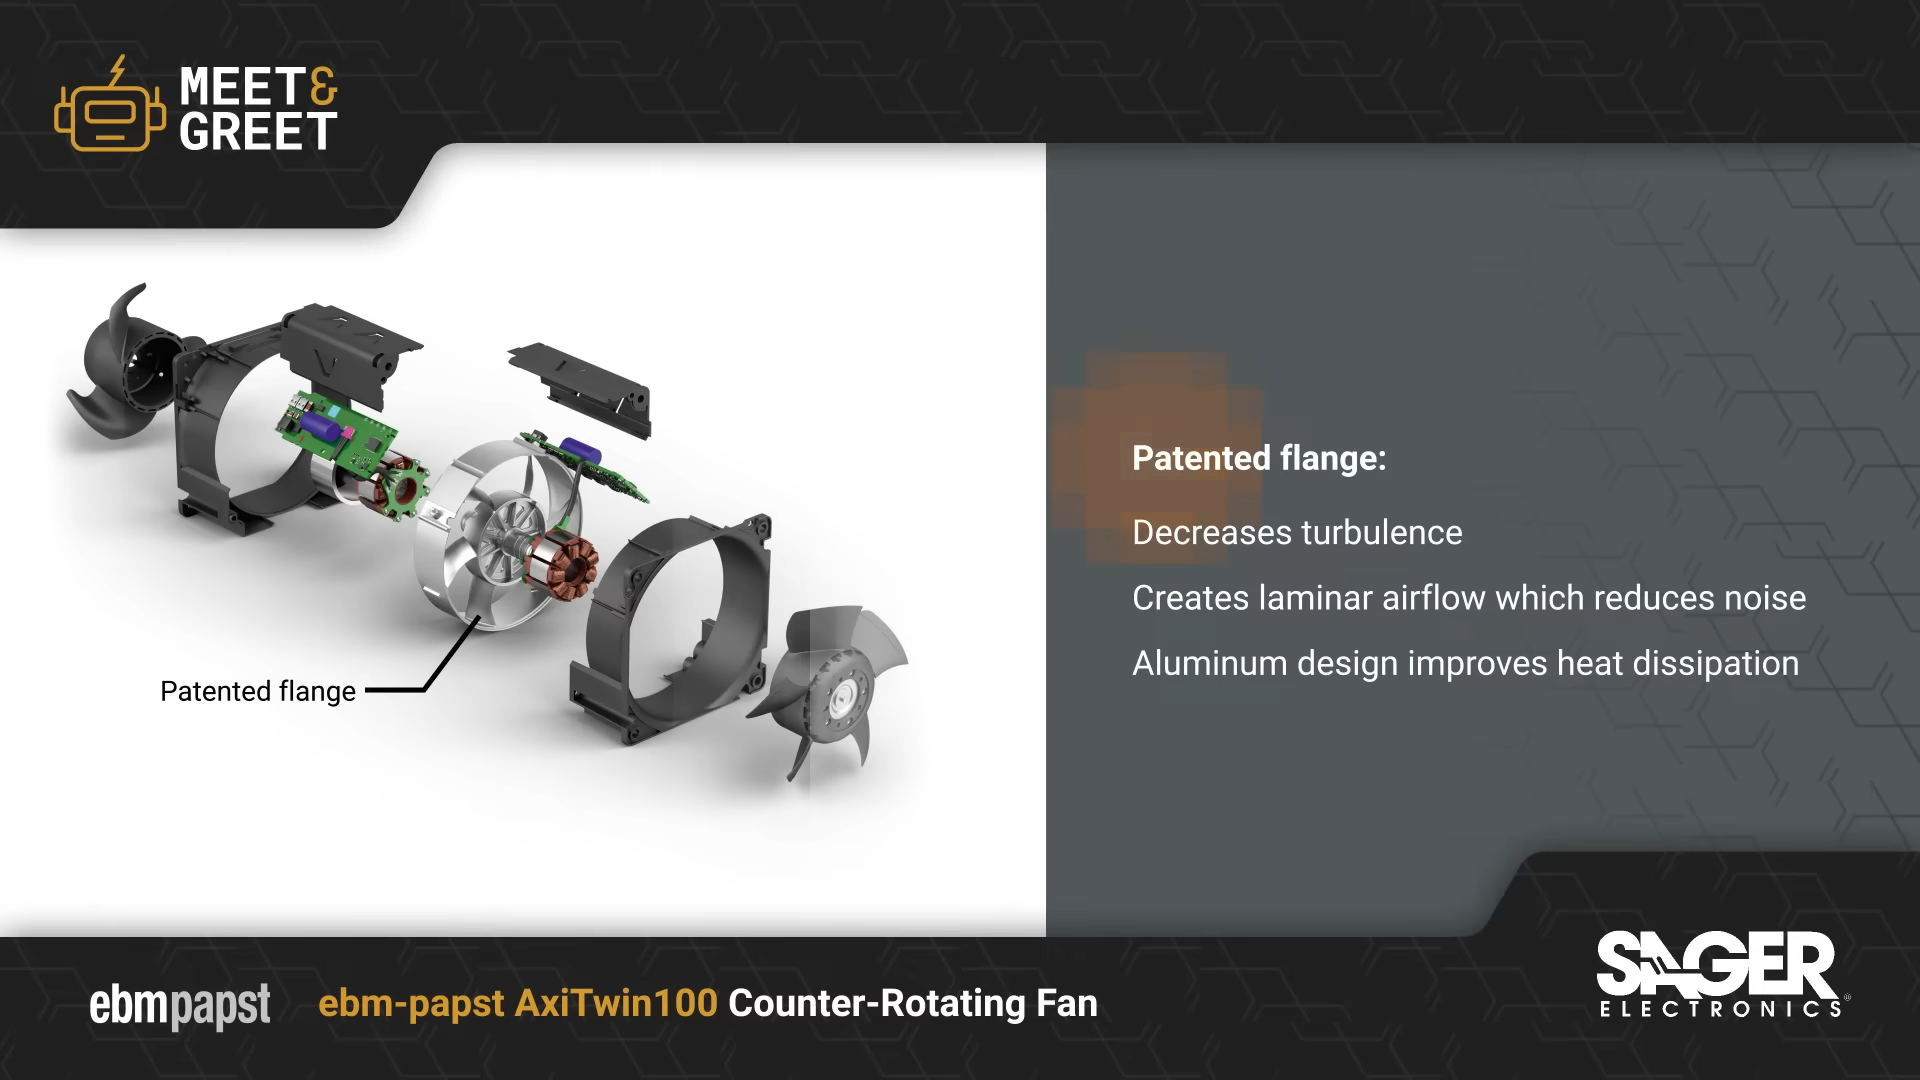 MEET&
GREET
Patented flange
Patented flange:
Decreases turbulence
Creates laminar airflow which reduces noise
Aluminum design improves heat dissipation
ebmpapst
ebm-papst AxiTwin100 Counter-Rotating Fan
SAGER
ELECTRONICS®